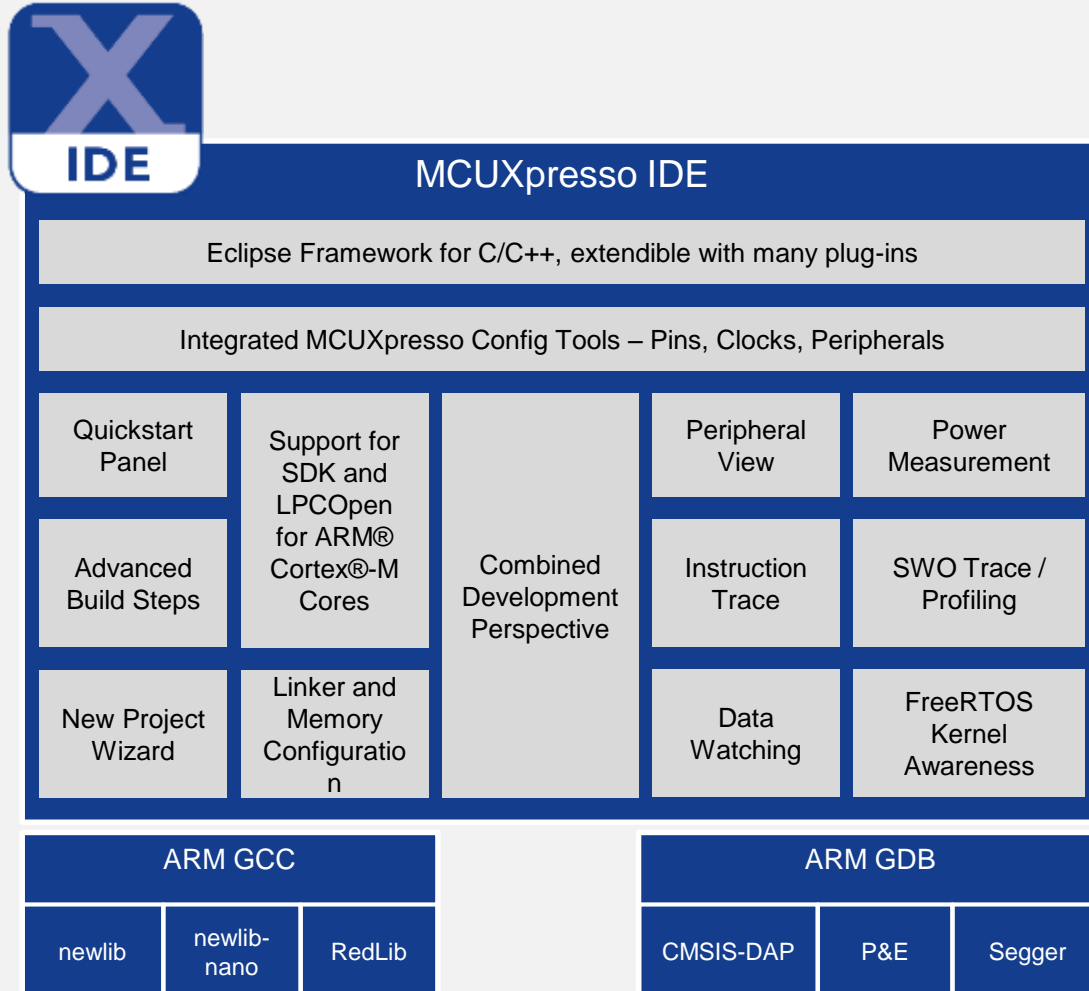 X
IDE
MCUXpresso IDE
Eclipse Framework for C/C++, extendible with many plug-ins
Integrated MCUXpresso Config Tools – Pins, Clocks, Peripherals
Quickstart
Panel
Support for
SDK and
LPCOpen
for ARM®
Cortex®-M
Cores
Combined
Development
Perspective
Peripheral
View
Power
Measurement
Advanced
Build Steps
Instruction
Trace
SWO Trace /
Profiling
New Project
Wizard
Linker and
Memory
Configuratio
n
Data
Watching
FreeRTOS
Kernel
Awareness
ARM GCC
newlib
newlib-
nano
RedLib
ARM GDB
CMSIS-DAP
P&E
Segger